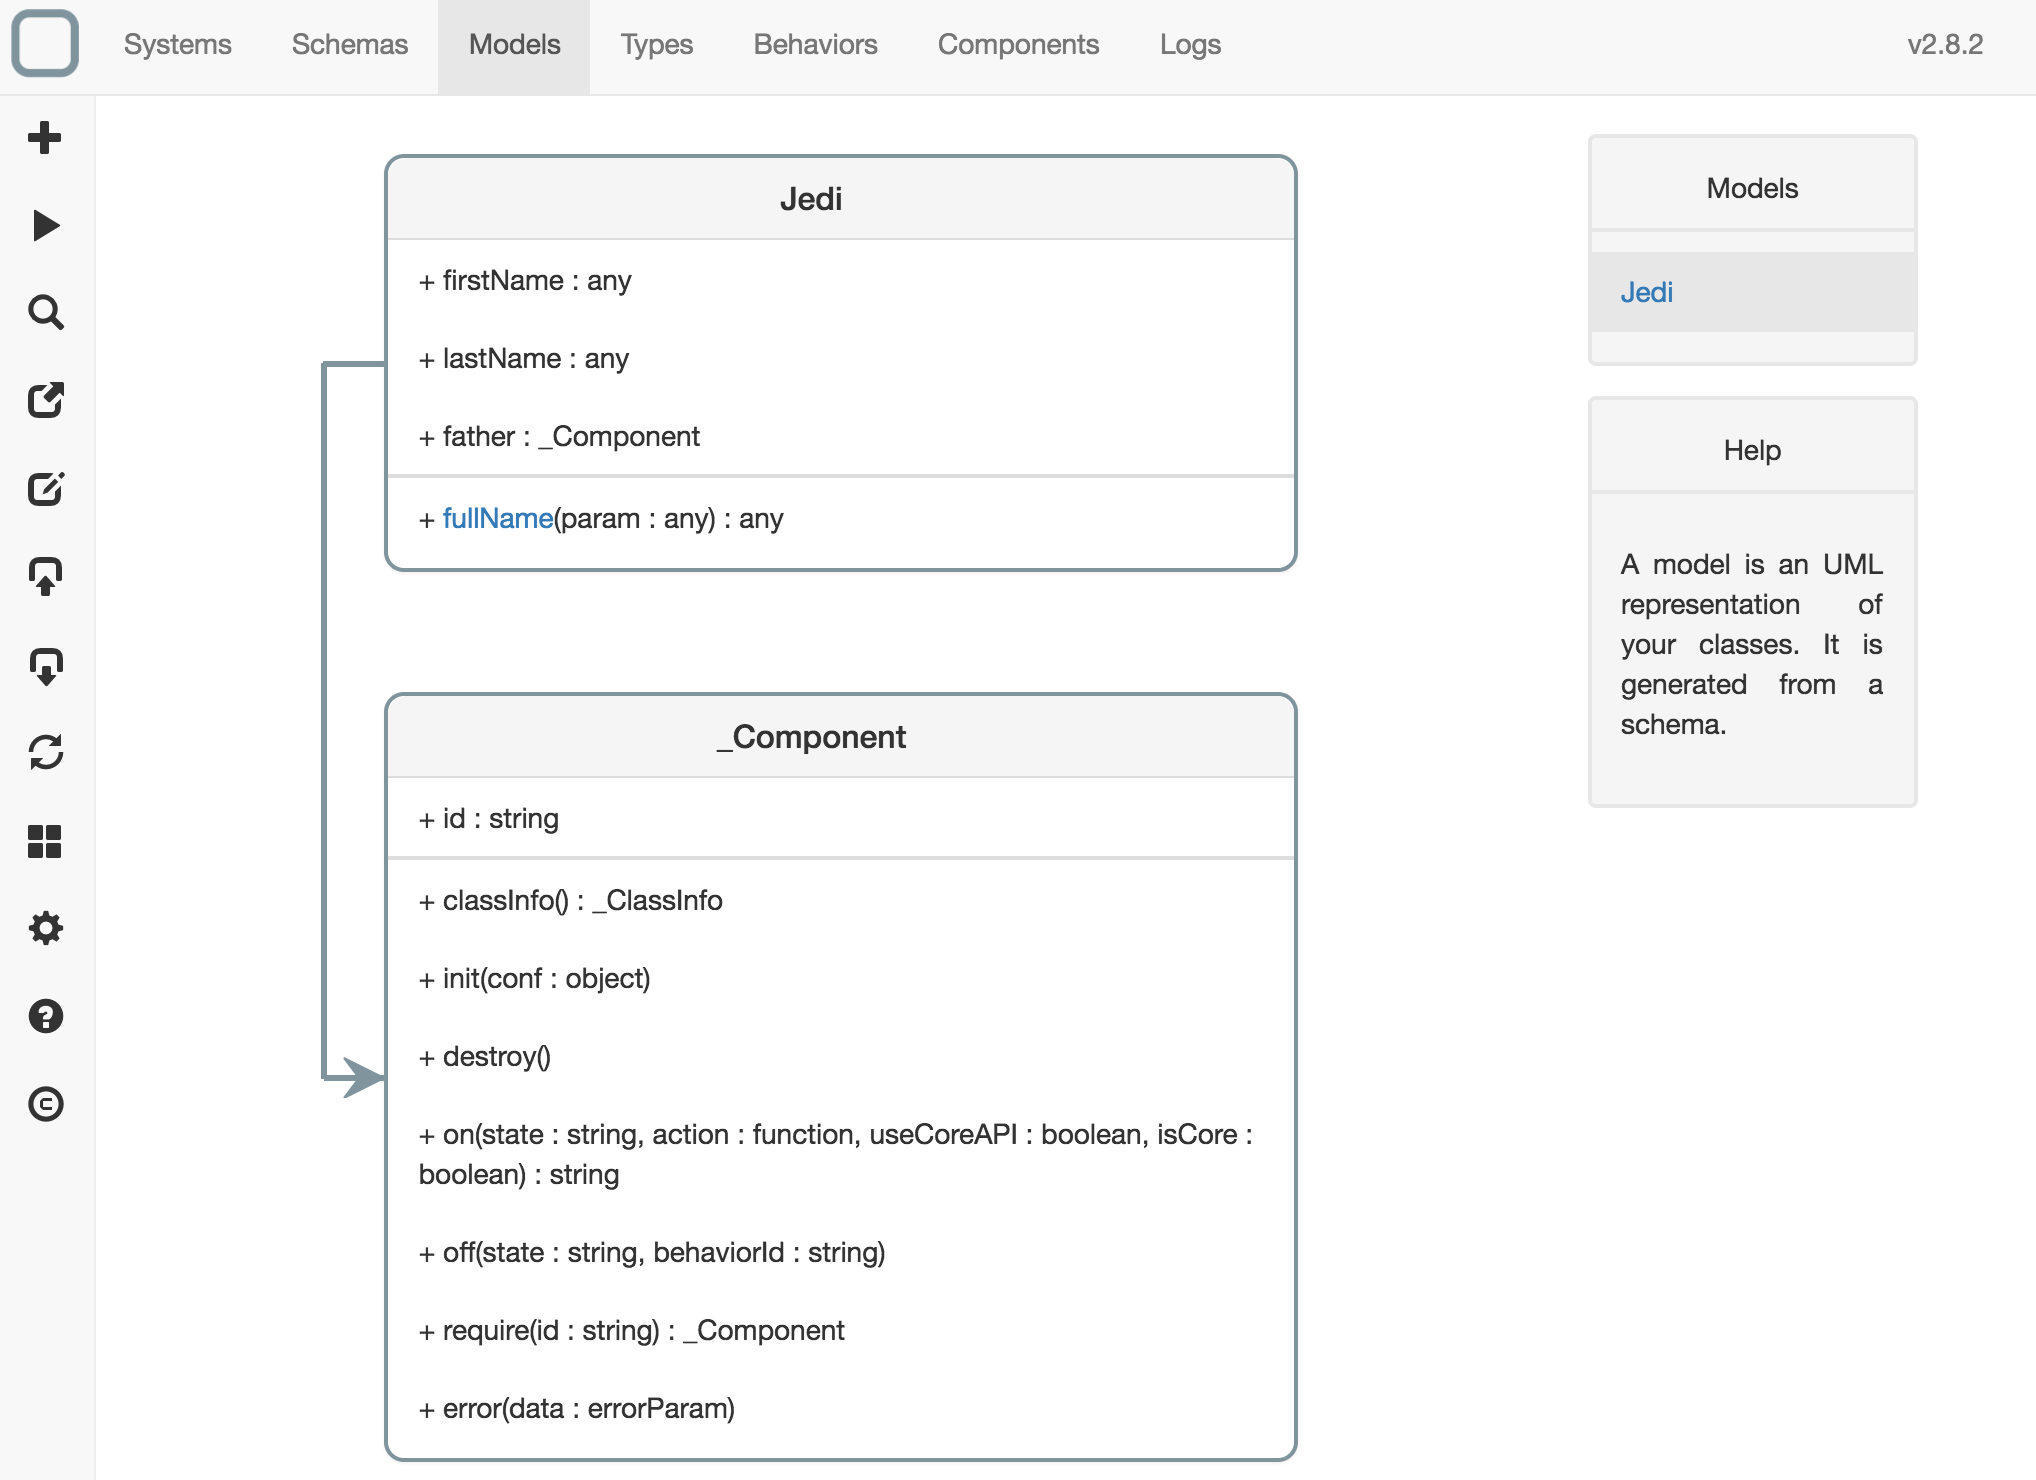 Systems Schemas Models Types Behaviors Components Logs v2.8.2
Jedi
+ firstName : any
+ lastName : any
+ father : _Component
+ fullName(param : any) : any
_Component
+ id : string
+ classInfo() : _ClassInfo
+ init(conf : object)
+ destroy()
+ on(state : string, action : function, useCoreAPI : boolean, isCore :
boolean) : string
+ off(state : string, behaviorId : string)
+ require(id : string) : _Component
+ error(data : errorParam)
Models
Jedi
Help
A model is an UML
representation of
your classes. It is
generated from a
schema.